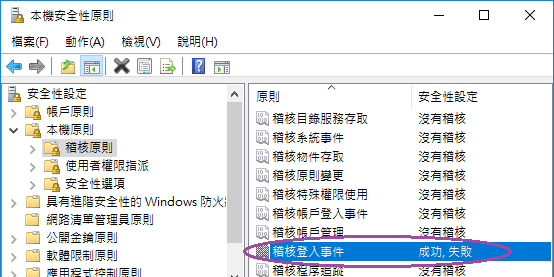 本機安全性原則
檔案(F) 動作(A) 檢視(V) 說明(H)
安全性設定
帳戶原則
本機原則
稽核原則
使用者權限指派
安全性選項
具有進階安全性的 Windows 防火
網路清單管理員原則
公開金鑰原則
軟體限制原則
應用程式控制原則
原則 安全性設定
稽核目錄服務存取 沒有稽核
稽核系統事件 沒有稽核
稽核物件存取 沒有稽核
稽核原則變更 沒有稽核
稽核特殊權限使用 沒有稽核
稽核帳戶登入事件 沒有稽核
稽核帳戶管理 沒有稽核
稽核登入事件 成功, 失敗
稽核程序追蹤 沒有稽核